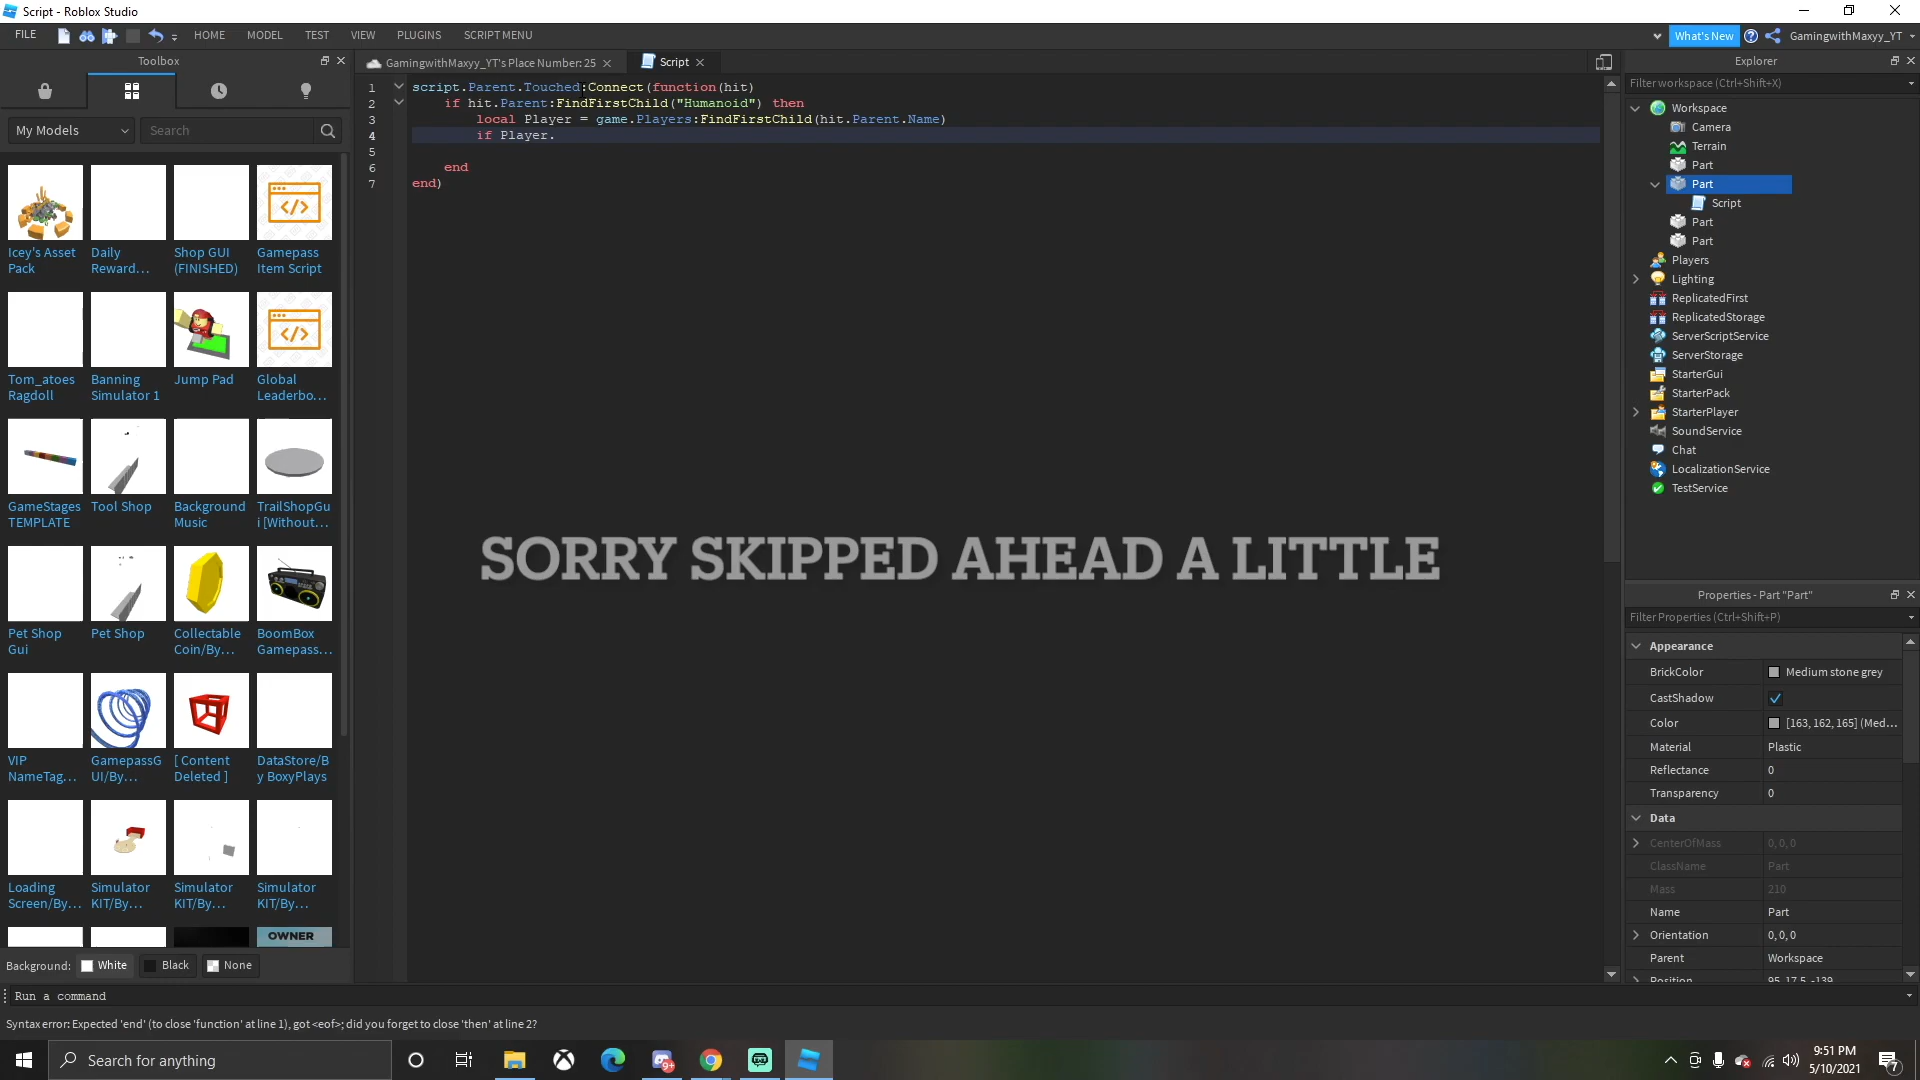 Script - Roblox Studio
FILE
HOME
MODEL
TEST
VIEW
PLUGINS
SCRIPT MENU
What's New
GamingwithMaxyy_YT
Toolbox
GamingwithMaxyy_YT's Place Number: 25
Script
Explorer
My Models
Search
Filter workspace (Ctrl+Shift+X)
1 script.Parent.Touched:Connect(function(hit)
2 if hit.Parent:FindFirstChild("Humanoid") then
3 local Player = game.Players:FindFirstChild(hit.Parent.Name)
4 if Player.
5
6 end
7 end)
Icey's Asset Pack
Daily Reward...
Shop GUI (FINISHED)
Gamepass Item Script
Tom_atoes Ragdoll
Banning Simulator 1
Jump Pad
Global Leaderbo...
GameStages TEMPLATE
Tool Shop
Background Music
TrailShopGu i [Without...
Pet Shop Gui
Pet Shop
Collectable Coin/By...
BoomBox Gamepass...
VIP NameTag...
GamepassG UI/By...
[ Content Deleted ]
DataStore/B y BoxyPlays
Loading Screen/By...
Simulator KIT/By...
Simulator KIT/By...
Simulator KIT/By...
OWNER
Background:
White
Black
None
SORRY SKIPPED AHEAD A LITTLE
Workspace
Camera
Terrain
Part
Part
Script
Part
Part
Players
Lighting
ReplicatedFirst
ReplicatedStorage
ServerScriptService
ServerStorage
StarterGui
StarterPack
StarterPlayer
SoundService
Chat
LocalizationService
TestService
Properties - Part "Part"
Filter Properties (Ctrl+Shift+P)
Appearance
BrickColor Medium stone grey
CastShadow
Color [163, 162, 165] (Med...
Material Plastic
Reflectance 0
Transparency 0
Data
CenterOfMass 0, 0, 0
ClassName Part
Mass 210
Name Part
Orientation 0, 0, 0
Parent Workspace
Position 95, 17.5, -139
Run a command
Syntax error: Expected 'end' (to close 'function' at line 1), got <eof>; did you forget to close 'then' at line 2?
Search for anything
9+
9:51 PM
5/10/2021
7